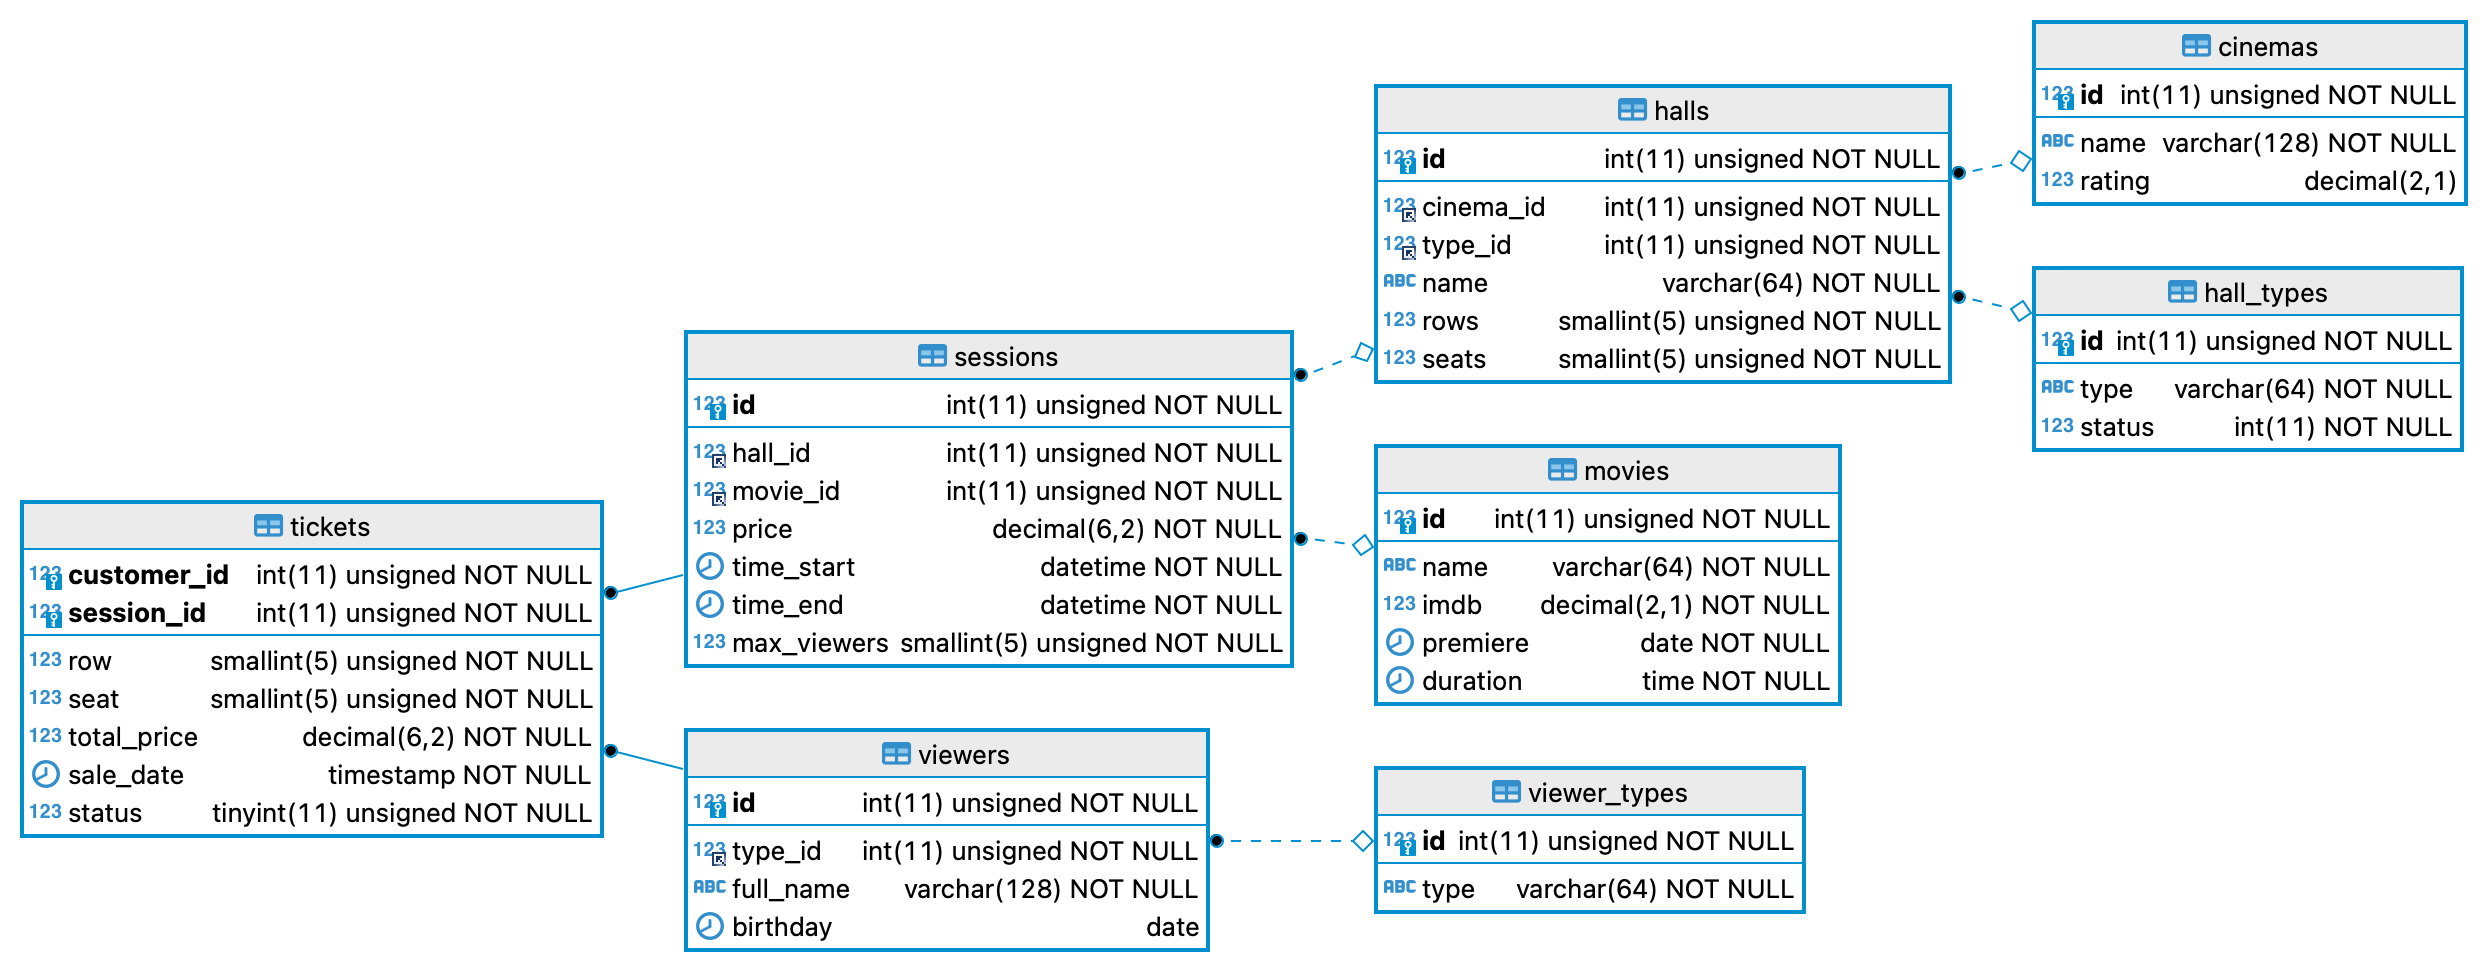 cinemas
123 id int(11) unsigned NOT NULL
ABC name varchar(128) NOT NULL
123 rating decimal(2,1)
halls
123 id int(11) unsigned NOT NULL
123 cinema_id int(11) unsigned NOT NULL
123 type_id int(11) unsigned NOT NULL
ABC name varchar(64) NOT NULL
123 rows smallint(5) unsigned NOT NULL
123 seats smallint(5) unsigned NOT NULL
hall_types
123 id int(11) unsigned NOT NULL
ABC type varchar(64) NOT NULL
123 status int(11) NOT NULL
sessions
123 id int(11) unsigned NOT NULL
123 hall_id int(11) unsigned NOT NULL
123 movie_id int(11) unsigned NOT NULL
123 price decimal(6,2) NOT NULL
time_start datetime NOT NULL
time_end datetime NOT NULL
123 max_viewers smallint(5) unsigned NOT NULL
movies
123 id int(11) unsigned NOT NULL
ABC name varchar(64) NOT NULL
123 imdb decimal(2,1) NOT NULL
premiere date NOT NULL
duration time NOT NULL
tickets
123 customer_id int(11) unsigned NOT NULL
123 session_id int(11) unsigned NOT NULL
123 row smallint(5) unsigned NOT NULL
123 seat smallint(5) unsigned NOT NULL
123 total_price decimal(6,2) NOT NULL
sale_date timestamp NOT NULL
123 status tinyint(11) unsigned NOT NULL
viewers
123 id int(11) unsigned NOT NULL
123 type_id int(11) unsigned NOT NULL
ABC full_name varchar(128) NOT NULL
birthday date
viewer_types
123 id int(11) unsigned NOT NULL
ABC type varchar(64) NOT NULL